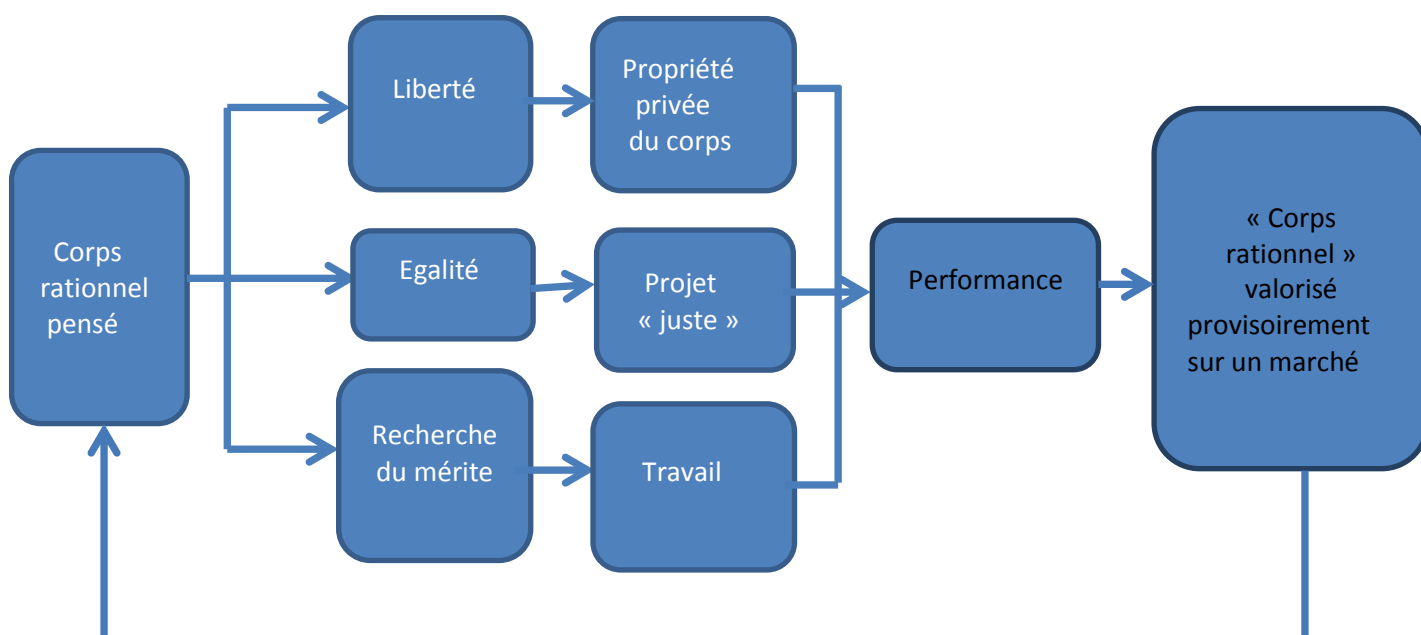 Corps
rationnel
pensé
Liberté
Propriété
privée
du corps
Egalité
Projet
« juste »
Recherche
du mérite
Travail
Performance
« Corps
rationnel »
valorisé
provisoirement
sur un marché